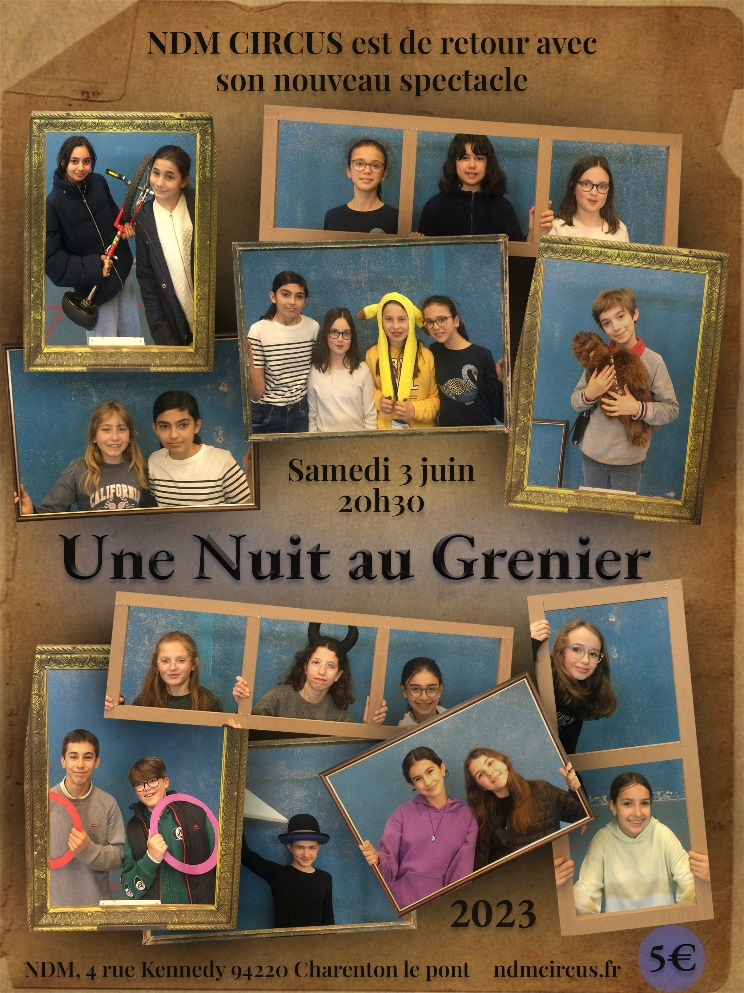 NDM CIRCUS est de retour avec
son nouveau spectacle
CALIFORNIA
Samedi 3 juin
20h30
Une Nuit au Grenier
2023
NDM, 4 rue Kennedy 94220 Charenton le pont ndmcircus.fr
5€